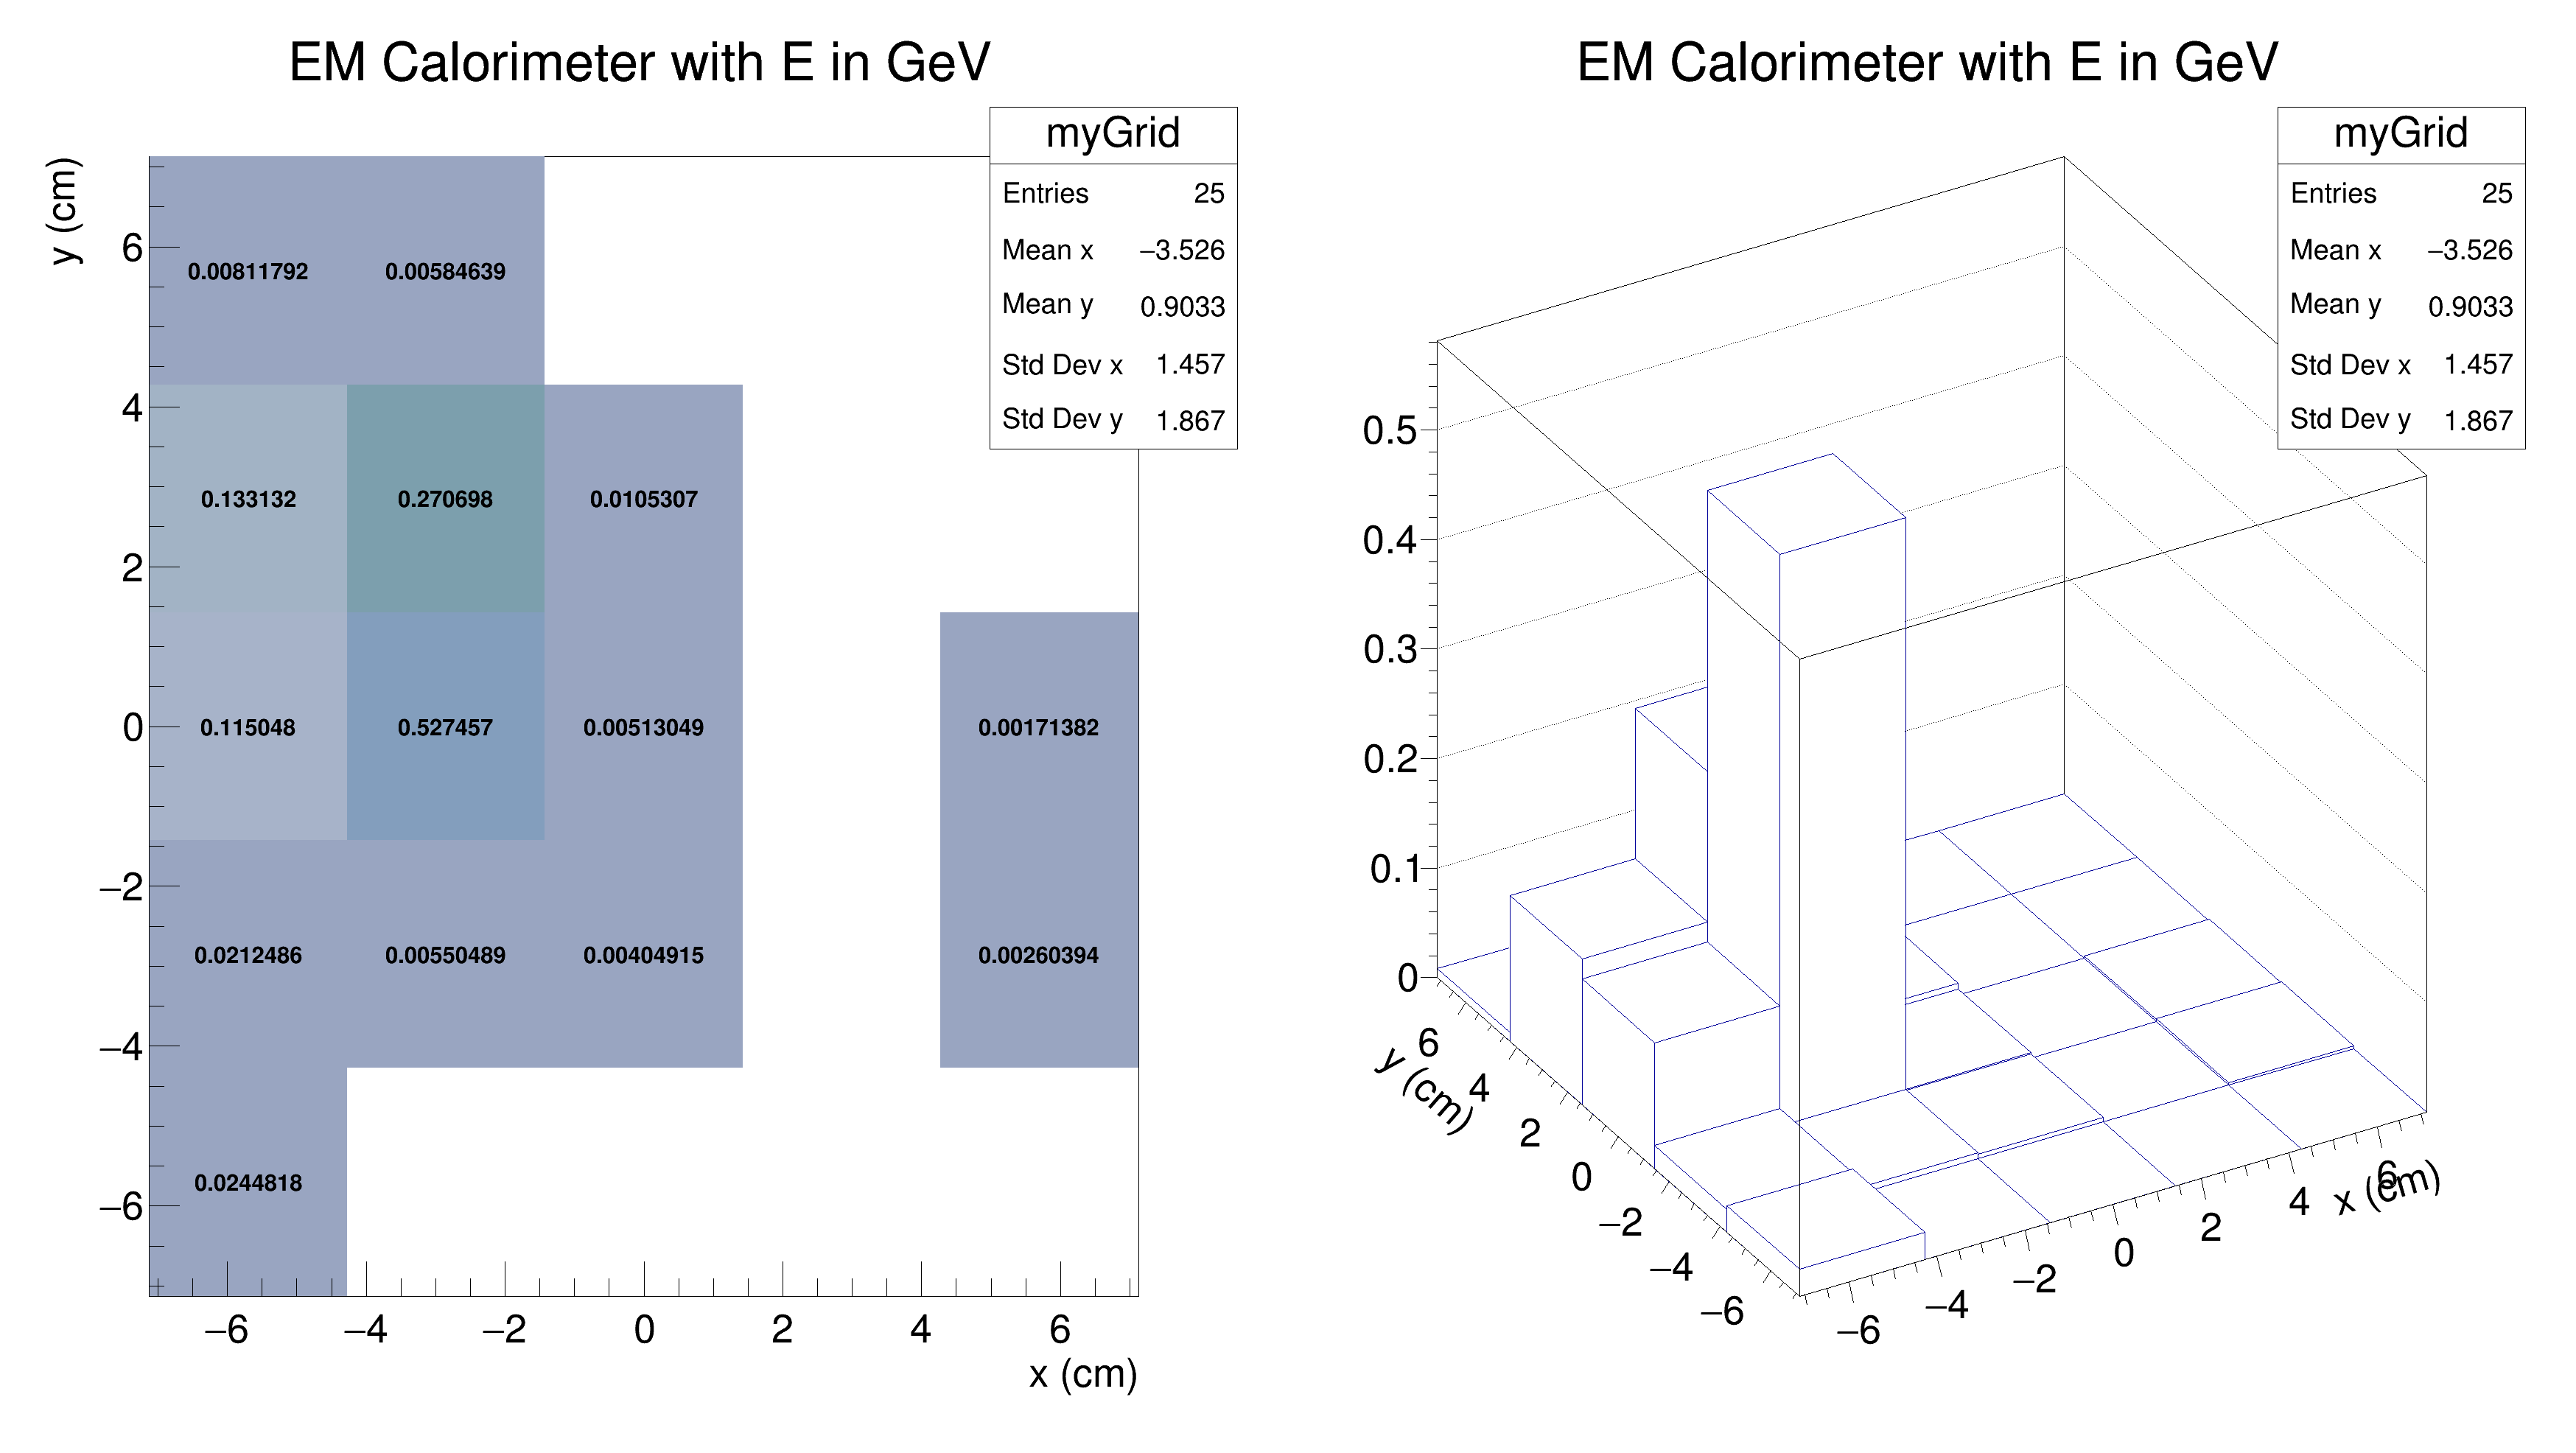 EM Calorimeter with E in GeV
myGrid
Entries 25
Mean x −3.526
Mean y 0.9033
Std Dev x 1.457
Std Dev y 1.867
y (cm)
6
4
2
0
−2
−4
−6
0.00811792 0.00584639
0.133132 0.270698 0.0105307
0.115048 0.527457 0.00513049 0.00171382
0.0212486 0.00550489 0.00404915 0.00260394
0.0244818
−6 −4 −2 0 2 4 6
x (cm)
EM Calorimeter with E in GeV
myGrid
Entries 25
Mean x −3.526
Mean y 0.9033
Std Dev x 1.457
Std Dev y 1.867
0.5
0.4
0.3
0.2
0.1
0
6
4
2
0
−2
−4
−6
y (cm)
−6 −4 −2 0 2 4 6
x (cm)